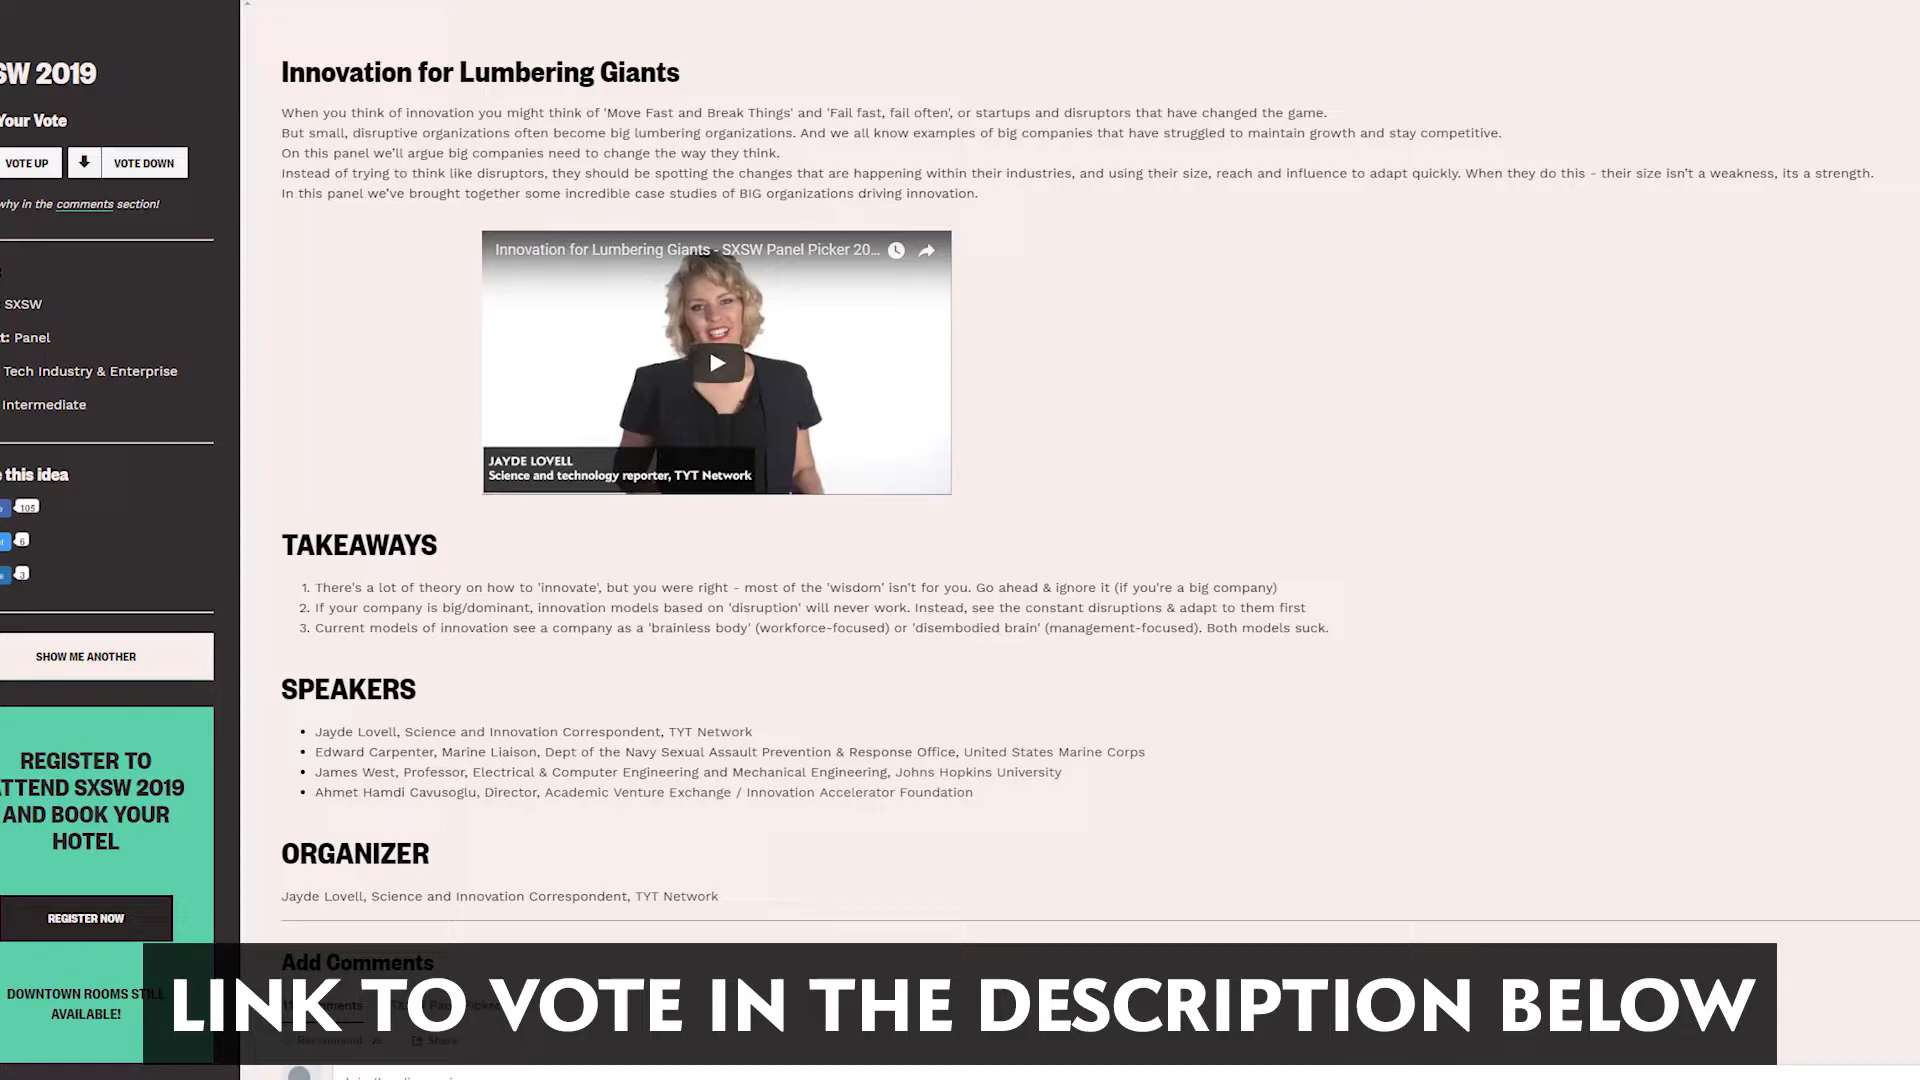 SW 2019
Your Vote
VOTE UP
VOTE DOWN
why in the comments section!
SXSW
t: Panel
Tech Industry & Enterprise
Intermediate
this idea
105
6
3
SHOW ME ANOTHER
REGISTER TO
ATTEND SXSW 2019
AND BOOK YOUR
HOTEL
REGISTER NOW
DOWNTOWN ROOMS STILL
AVAILABLE!
Innovation for Lumbering Giants
When you think of innovation you might think of 'Move Fast and Break Things' and 'Fail fast, fail often', or startups and disruptors that have changed the game.
But small, disruptive organizations often become big lumbering organizations. And we all know examples of big companies that have struggled to maintain growth and stay competitive.
On this panel we'll argue big companies need to change the way they think.
Instead of trying to think like disruptors, they should be spotting the changes that are happening within their industries, and using their size, reach and influence to adapt quickly. When they do this - their size isn't a weakness, its a strength.
In this panel we've brought together some incredible case studies of BIG organizations driving innovation.
Innovation for Lumbering Giants - SXSW Panel Picker 20...
JAYDE LOVELL
Science and technology reporter, TYT Network
TAKEAWAYS
1. There's a lot of theory on how to 'innovate', but you were right - most of the 'wisdom' isn't for you. Go ahead & ignore it (if you're a big company)
2. If your company is big/dominant, innovation models based on 'disruption' will never work. Instead, see the constant disruptions & adapt to them first
3. Current models of innovation see a company as a 'brainless body' (workforce-focused) or 'disembodied brain' (management-focused). Both models suck.
SPEAKERS
• Jayde Lovell, Science and Innovation Correspondent, TYT Network
• Edward Carpenter, Marine Liaison, Dept of the Navy Sexual Assault Prevention & Response Office, United States Marine Corps
• James West, Professor, Electrical & Computer Engineering and Mechanical Engineering, Johns Hopkins University
• Ahmet Hamdi Cavusoglu, Director, Academic Venture Exchange / Innovation Accelerator Foundation
ORGANIZER
Jayde Lovell, Science and Innovation Correspondent, TYT Network
Add Comments
LINK TO VOTE IN THE DESCRIPTION BELOW
Recommend
Share